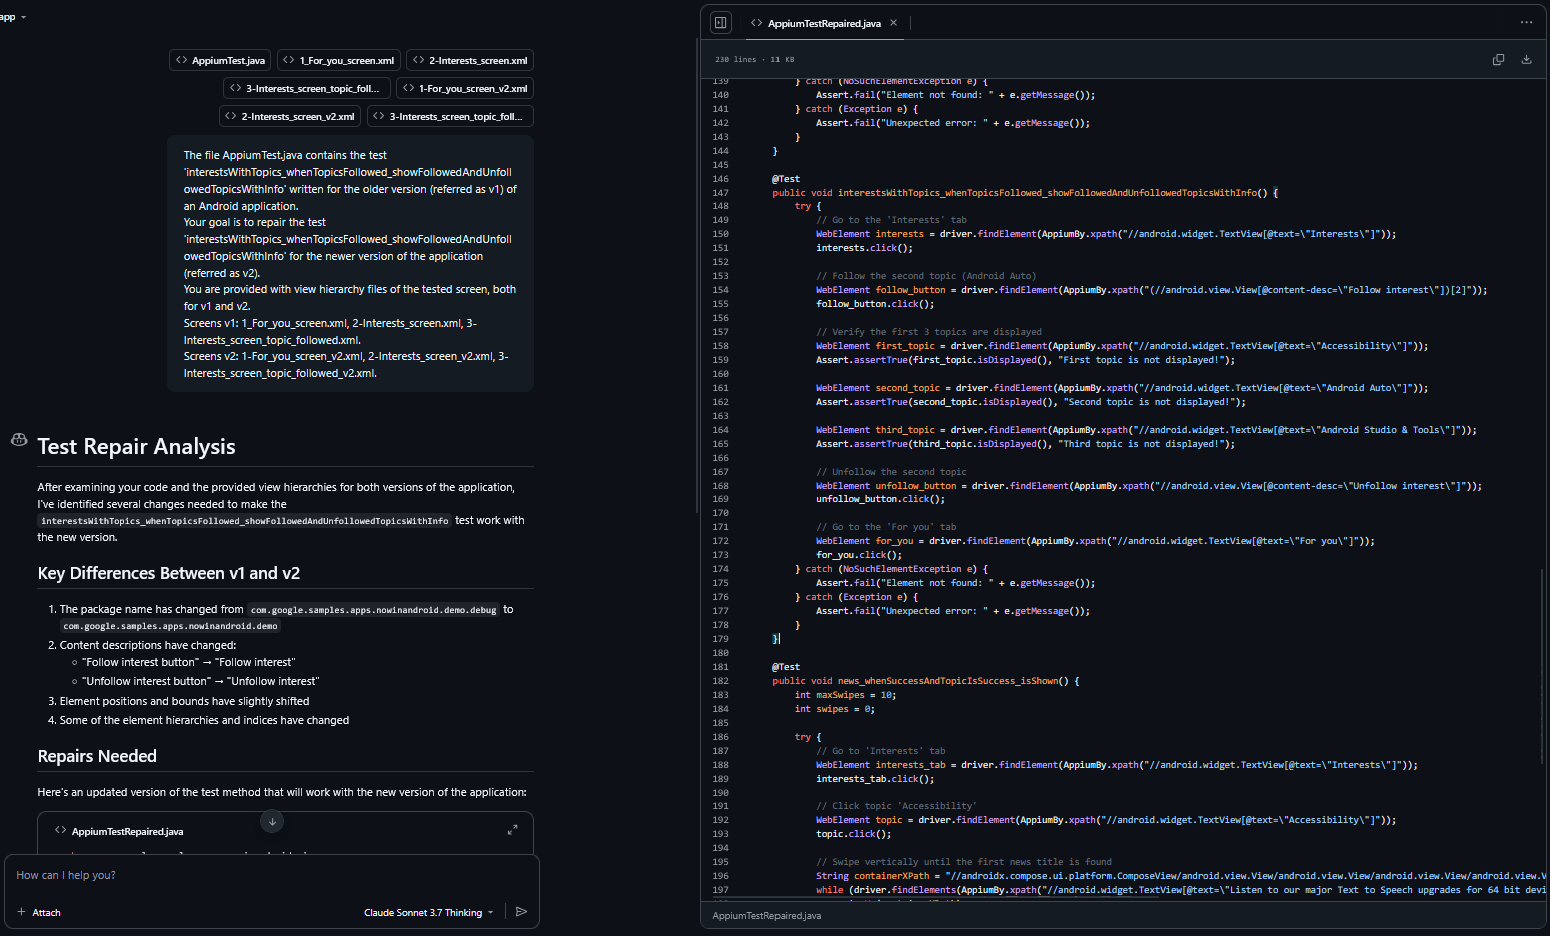 app
AppiumTest.java
1_For_you_screen.xml
2-Interests_screen.xml
3-Interests_screen_topic_foll...
1-For_you_screen_v2.xml
2-Interests_screen_v2.xml
3-Interests_screen_topic_foll...
The file AppiumTest.java contains the test
'interestsWithTopics_whenTopicsFollowed_showFollowedAndUnfoll
owedTopicsWithInfo' written for the older version (referred as v1) of
an Android application.
Your goal is to repair the test
'interestsWithTopics_whenTopicsFollowed_showFollowedAndUnfoll
owedTopicsWithInfo' for the newer version of the application
(referred as v2).
You are provided with view hierarchy files of the tested screen, both
for v1 and v2.
Screens v1: 1_For_you_screen.xml, 2-Interests_screen.xml, 3-
Interests_screen_topic_followed.xml.
Screens v2: 1-For_you_screen_v2.xml, 2-Interests_screen_v2.xml, 3-
Interests_screen_topic_followed_v2.xml.
Test Repair Analysis
After examining your code and the provided view hierarchies for both versions of the application,
I've identified several changes needed to make the
interestsWithTopics_whenTopicsFollowed_showFollowedAndUnfollowedTopicsWithInfo test work with
the new version.
Key Differences Between v1 and v2
1. The package name has changed from com.google.samples.apps.nowinandroid.demo.debug to
com.google.samples.apps.nowinandroid.demo
2. Content descriptions have changed:
"Follow interest button" → "Follow interest"
"Unfollow interest button" → "Unfollow interest"
3. Element positions and bounds have slightly shifted
4. Some of the element hierarchies and indices have changed
Repairs Needed
Here's an updated version of the test method that will work with the new version of the application:
AppiumTestRepaired.java
How can I help you?
Attach
Claude Sonnet 3.7 Thinking
AppiumTestRepaired.java
230 lines · 11 KB
139 } catch (NoSuchElementException e) {
140 Assert.fail("Element not found: " + e.getMessage());
141 } catch (Exception e) {
142 Assert.fail("Unexpected error: " + e.getMessage());
143 }
144 }
145
146 @Test
147 public void interestsWithTopics_whenTopicsFollowed_showFollowedAndUnfollowedTopicsWithInfo() {
148 try {
149 // Go to the 'Interests' tab
150 WebElement interests = driver.findElement(AppiumBy.xpath("//android.widget.TextView[@text=\"Interests\"]"));
151 interests.click();
152
153 // Follow the second topic (Android Auto)
154 WebElement follow_button = driver.findElement(AppiumBy.xpath("(//android.view.View[@content-desc=\"Follow interest\"])[2]"));
155 follow_button.click();
156
157 // Verify the first 3 topics are displayed
158 WebElement first_topic = driver.findElement(AppiumBy.xpath("//android.widget.TextView[@text=\"Accessibility\"]"));
159 Assert.assertTrue(first_topic.isDisplayed(), "First topic is not displayed!");
160
161 WebElement second_topic = driver.findElement(AppiumBy.xpath("//android.widget.TextView[@text=\"Android Auto\"]"));
162 Assert.assertTrue(second_topic.isDisplayed(), "Second topic is not displayed!");
163
164 WebElement third_topic = driver.findElement(AppiumBy.xpath("//android.widget.TextView[@text=\"Android Studio & Tools\"]"));
165 Assert.assertTrue(third_topic.isDisplayed(), "Third topic is not displayed!");
166
167 // Unfollow the second topic
168 WebElement unfollow_button = driver.findElement(AppiumBy.xpath("//android.view.View[@content-desc=\"Unfollow interest\"]"));
169 unfollow_button.click();
170
171 // Go to the 'For you' tab
172 WebElement for_you = driver.findElement(AppiumBy.xpath("//android.widget.TextView[@text=\"For you\"]"));
173 for_you.click();
174 } catch (NoSuchElementException e) {
175 Assert.fail("Element not found: " + e.getMessage());
176 } catch (Exception e) {
177 Assert.fail("Unexpected error: " + e.getMessage());
178 }
179 }
180
181 @Test
182 public void news_whenSuccessAndTopicIsSuccess_isShown() {
183 int maxSwipes = 10;
184 int swipes = 0;
185
186 try {
187 // Go to 'Interests' tab
188 WebElement interests_tab = driver.findElement(AppiumBy.xpath("//android.widget.TextView[@text=\"Interests\"]"));
189 interests_tab.click();
190
191 // Click topic 'Accessibility'
192 WebElement topic = driver.findElement(AppiumBy.xpath("//android.widget.TextView[@text=\"Accessibility\"]"));
193 topic.click();
194
195 // Swipe vertically until the first news title is found
196 String containerXPath = "//androidx.compose.ui.platform.ComposeView/android.view.View/android.view.View/android.view.View/android.view.V
197 while (driver.findElements(AppiumBy.xpath("//android.widget.TextView[@text=\"Listen to our major Text to Speech upgrades for 64 bit devi
AppiumTestRepaired.java